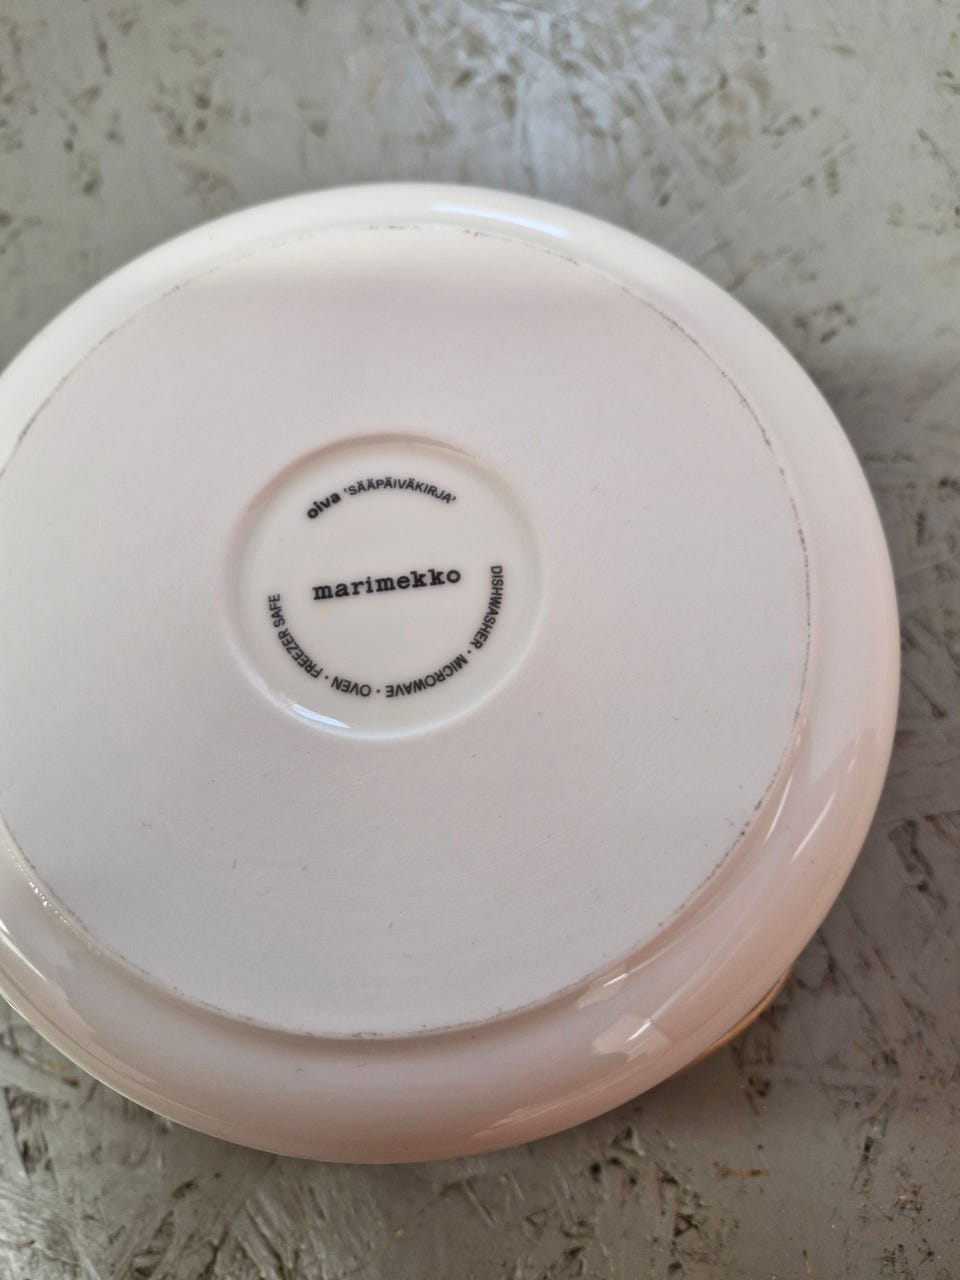 oiva 'SÄÄPÄIVÄKIRJA'
marimekko
DISHWASHER · MICROWAVE · OVEN · FREEZER SAFE